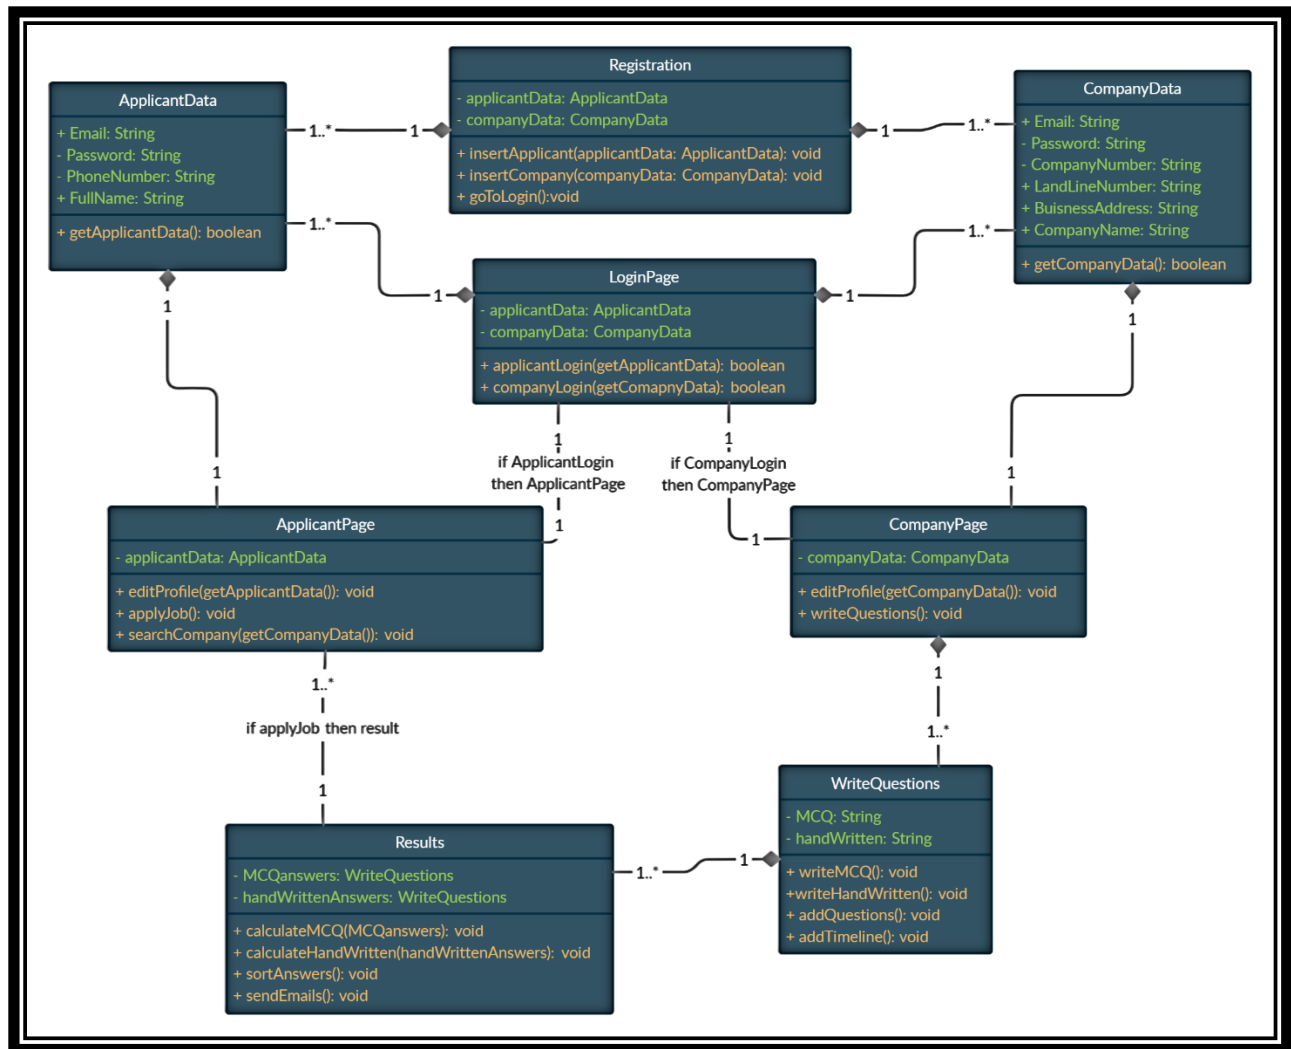 Registration
- applicantData: ApplicantData
- companyData: CompanyData
+ insertApplicant(applicantData: ApplicantData): void
+ insertCompany(companyData: CompanyData): void
+ goToLogin():void
ApplicantData
+ Email: String
- Password: String
- PhoneNumber: String
+ FullName: String
+ getApplicantData(): boolean
CompanyData
+ Email: String
- Password: String
- CompanyNumber: String
+ LandLineNumber: String
+ BuisnessAddress: String
+ CompanyName: String
+ getCompanyData(): boolean
1..*
1
1
1..*
1..*
1
1
1..*
LoginPage
- applicantData: ApplicantData
- companyData: CompanyData
+ applicantLogin(getApplicantData): boolean
+ companyLogin(getComapnyData): boolean
1
1
1
1
1
if ApplicantLogin
then ApplicantPage
1
if CompanyLogin
then CompanyPage
1
1
ApplicantPage
- applicantData: ApplicantData
+ editProfile(getApplicantData()): void
+ applyJob(): void
+ searchCompany(getCompanyData()): void
CompanyPage
- companyData: CompanyData
+ editProfile(getCompanyData()): void
+ writeQuestions(): void
1..*
if applyJob then result
1
1
1..*
WriteQuestions
- MCQ: String
- handWritten: String
+ writeMCQ(): void
+writeHandWritten(): void
+ addQuestions(): void
+ addTimeline(): void
Results
- MCQanswers: WriteQuestions
- handWrittenAnswers: WriteQuestions
+ calculateMCQ(MCQanswers): void
+ calculateHandWritten(handWrittenAnswers): void
+ sortAnswers(): void
+ sendEmails(): void
1..*
1